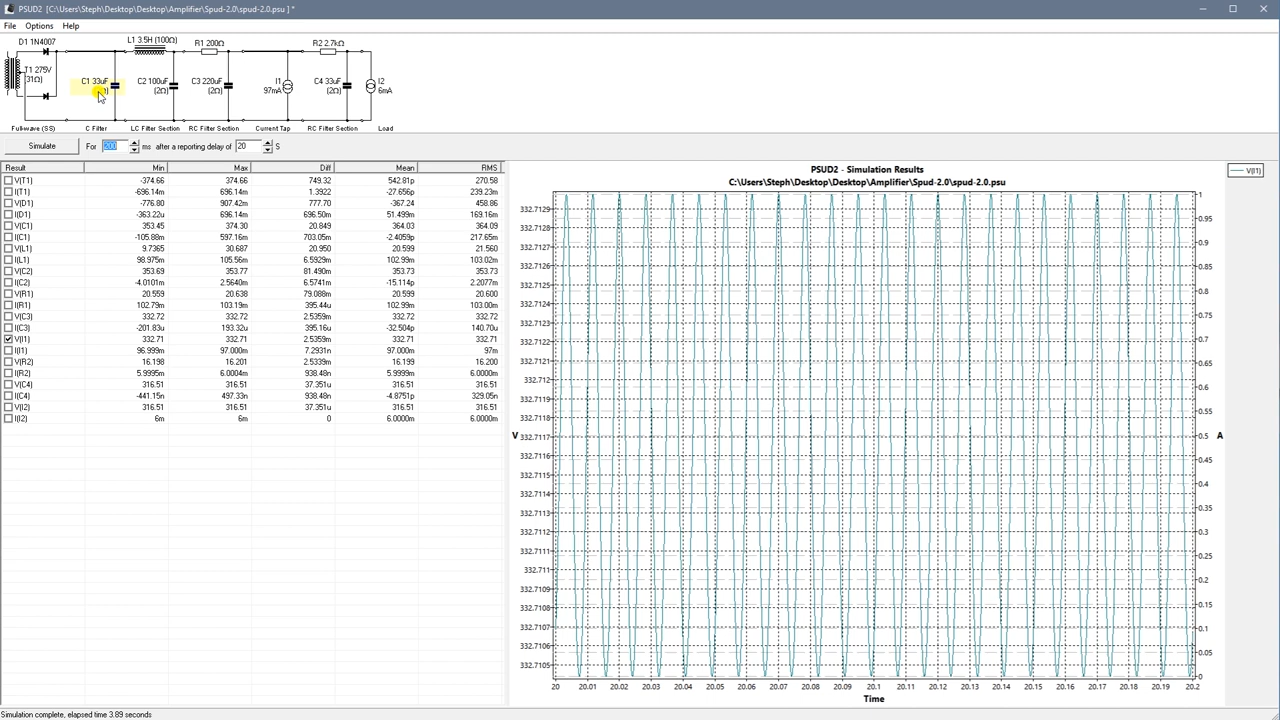 PSUD2 [C:\Users\Steph\Desktop\Desktop\Amplifier\Spud-2.0\spud-2.0.psu ] *
File Options Help
D1 1N4007
L1 3.5H (100Ω)
R1 200Ω
R2 2.7kΩ
T1 275V
(31Ω)
C1 33uF
C2 100uF
(2Ω)
C3 220uF
(2Ω)
I1
97mA
C4 33uF
(2Ω)
I2
6mA
Full-wave (SS) C Filter LC Filter Section RC Filter Section Current Tap RC Filter Section Load
Simulate For 200 ms after a reporting delay of 20 S
Result Min Max Diff Mean RMS
V(T1) -374.66 374.66 749.32 542.81p 270.58
I(T1) -696.14m 696.14m 1.3922 -27.656p 239.23m
V(D1) -776.80 907.42m 777.70 -367.24 458.86
I(D1) -363.22u 696.14m 696.50m 51.499m 169.16m
V(C1) 353.45 374.30 20.849 364.03 364.09
I(C1) -105.88m 597.16m 703.05m -2.4059p 217.65m
V(L1) 9.7365 30.687 20.950 20.599 21.560
I(L1) 98.975m 105.56m 6.5929m 102.99m 103.02m
V(C2) 353.69 353.77 81.490m 353.73 353.73
I(C2) -4.0101m 2.5640m 6.5741m -15.114p 2.2077m
V(R1) 20.559 20.638 79.088m 20.599 20.600
I(R1) 102.79m 103.19m 395.44u 102.99m 103.00m
V(C3) 332.72 332.72 2.5359m 332.72 332.72
I(C3) -201.83u 193.32u 395.16u -32.504p 140.70u
V(I1) 332.71 332.71 2.5359m 332.71 332.71
I(I1) 96.999m 97.000m 7.2931n 97.000m 97m
V(R2) 16.198 16.201 2.5339m 16.199 16.200
I(R2) 5.9995m 6.0004m 938.48n 5.9999m 6.0000m
V(C4) 316.51 316.51 37.351u 316.51 316.51
I(C4) -441.15n 497.33n 938.48n -4.8751p 329.05n
V(I2) 316.51 316.51 37.351u 316.51 316.51
I(I2) 6m 6m 0 6.0000m 6.0000m
PSUD2 - Simulation Results
C:\Users\Steph\Desktop\Desktop\Amplifier\Spud-2.0\spud-2.0.psu
V(I1)
332.7129
332.7128
332.7127
332.7126
332.7125
332.7124
332.7123
332.7122
332.7121
332.712
332.7119
332.7118
V 332.7117
332.7116
332.7115
332.7114
332.7113
332.7112
332.7111
332.711
332.7109
332.7108
332.7107
332.7106
332.7105
1
0.95
0.9
0.85
0.8
0.75
0.7
0.65
0.6
0.55
0.5 A
0.45
0.4
0.35
0.3
0.25
0.2
0.15
0.1
0.05
0
20 20.01 20.02 20.03 20.04 20.05 20.06 20.07 20.08 20.09 20.1 20.11 20.12 20.13 20.14 20.15 20.16 20.17 20.18 20.19 20.2
Time
Simulation complete, elapsed time 3.89 seconds